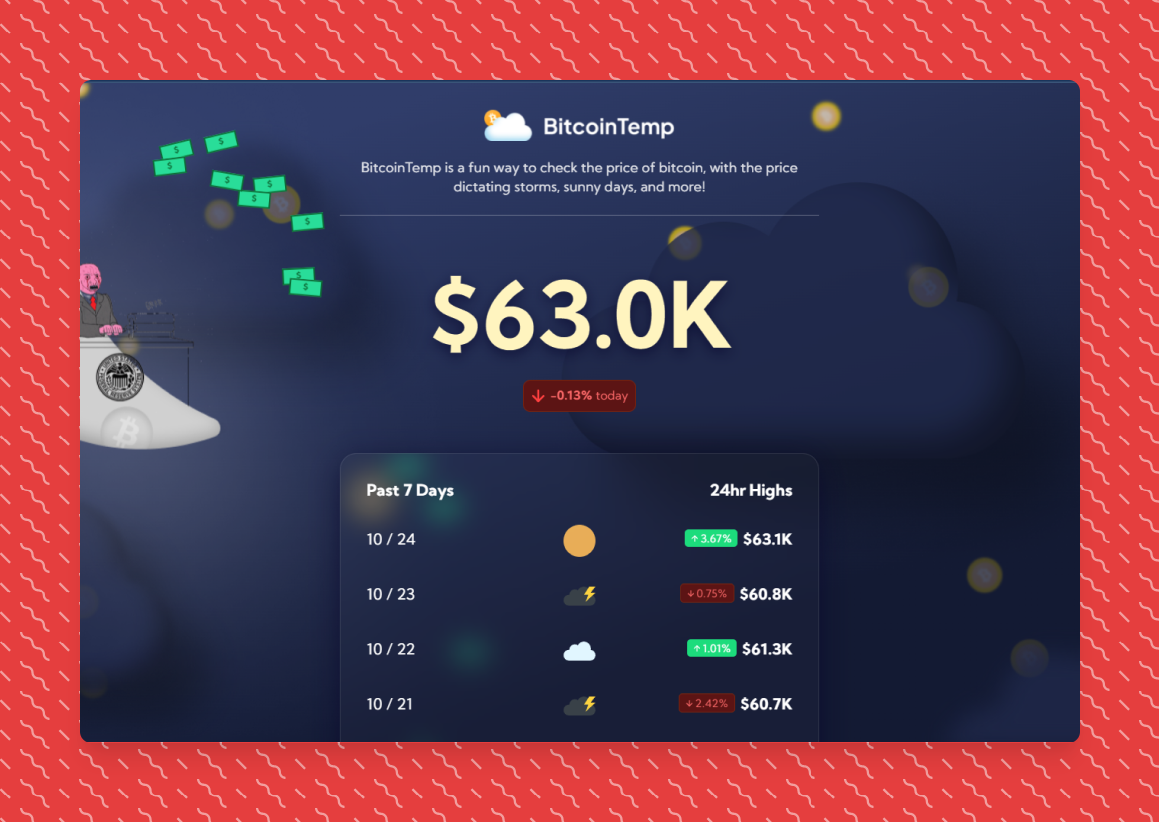 BitcoinTemp
BitcoinTemp is a fun way to check the price of bitcoin, with the price
dictating storms, sunny days, and more!
$63.0K
↓ -0.13% today
Past 7 Days 24hr Highs
10 / 24 ↑ 3.67% $63.1K
10 / 23 ↓ 0.75% $60.8K
10 / 22 ↑ 1.01% $61.3K
10 / 21 ↓ 2.42% $60.7K